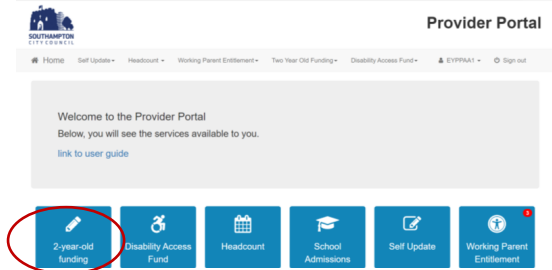 SOUTHAMPTON
CITY COUNCIL
Provider Portal
Home Self Update Headcount Working Parent Entitlement Two Year Old Funding Disability Access Fund EYPPAA1 Sign out
Welcome to the Provider Portal
Below, you will see the services available to you.
link to user guide
2-year-old
funding
Disability Access
Fund
Headcount
School
Admissions
Self Update
3
Working Parent
Entitlement